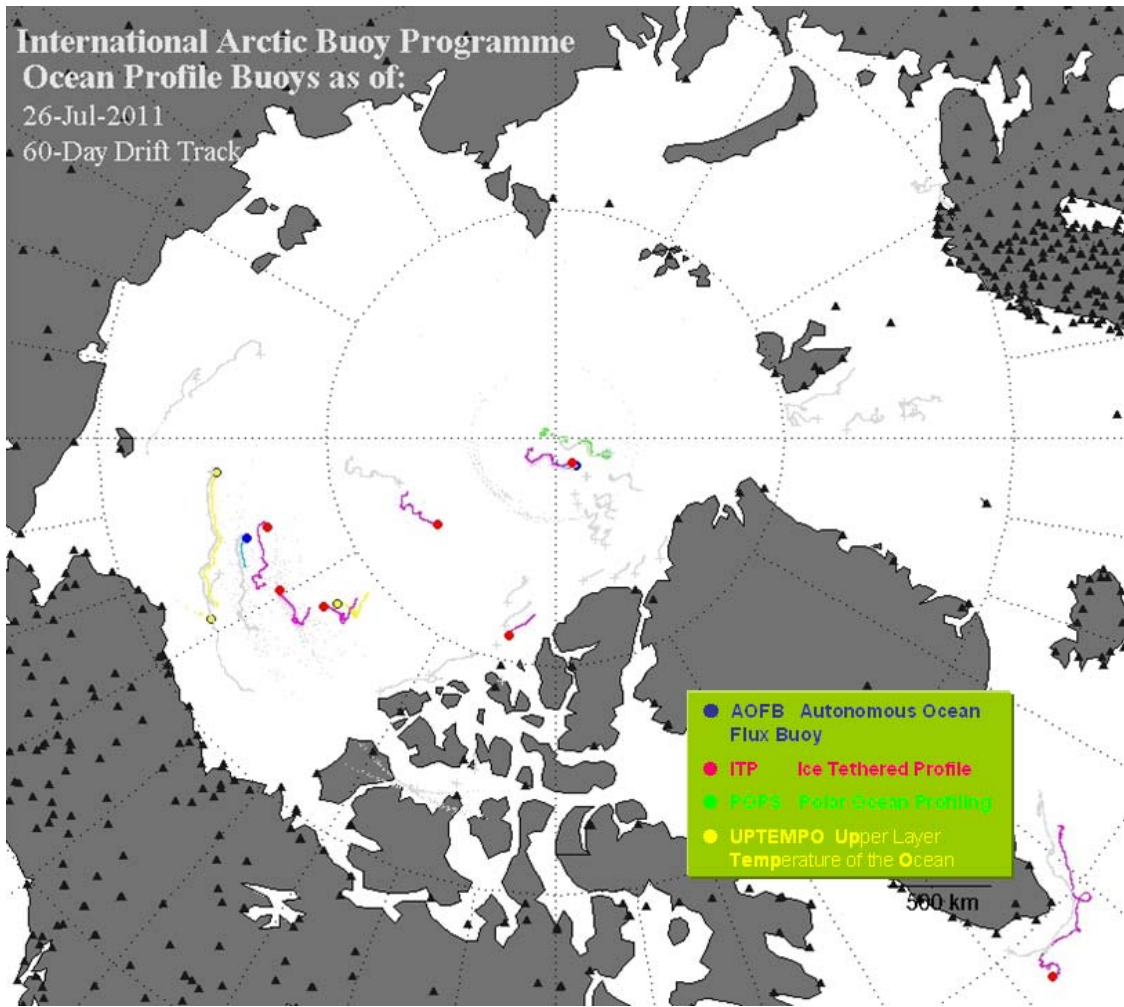 International Arctic Buoy Programme
Ocean Profile Buoys as of:
26-Jul-2011
60-Day Drift Track
AOFB Autonomous Ocean
Flux Buoy
ITP Ice Tethered Profile
POPS Polar Ocean Profiling
UPTEMPO Upper Layer
Temperature of the Ocean
500 km